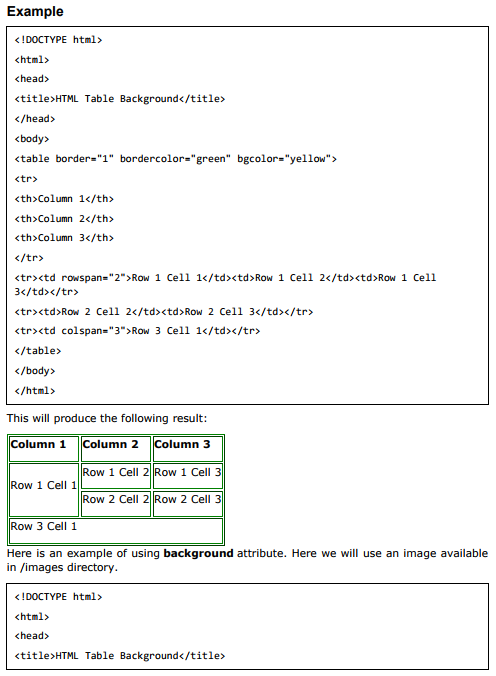 Example
<!DOCTYPE html>
<html>
<head>
<title>HTML Table Background</title>
</head>
<body>
<table border="1" bordercolor="green" bgcolor="yellow">
<tr>
<th>Column 1</th>
<th>Column 2</th>
<th>Column 3</th>
</tr>
<tr><td rowspan="2">Row 1 Cell 1</td><td>Row 1 Cell 2</td><td>Row 1 Cell
3</td></tr>
<tr><td>Row 2 Cell 2</td><td>Row 2 Cell 3</td></tr>
<tr><td colspan="3">Row 3 Cell 1</td></tr>
</table>
</body>
</html>
This will produce the following result:
Column 1 Column 2 Column 3
Row 1 Cell 1 Row 1 Cell 2 Row 1 Cell 3
Row 2 Cell 2 Row 2 Cell 3
Row 3 Cell 1
Here is an example of using background attribute. Here we will use an image available
in /images directory.
<!DOCTYPE html>
<html>
<head>
<title>HTML Table Background</title>